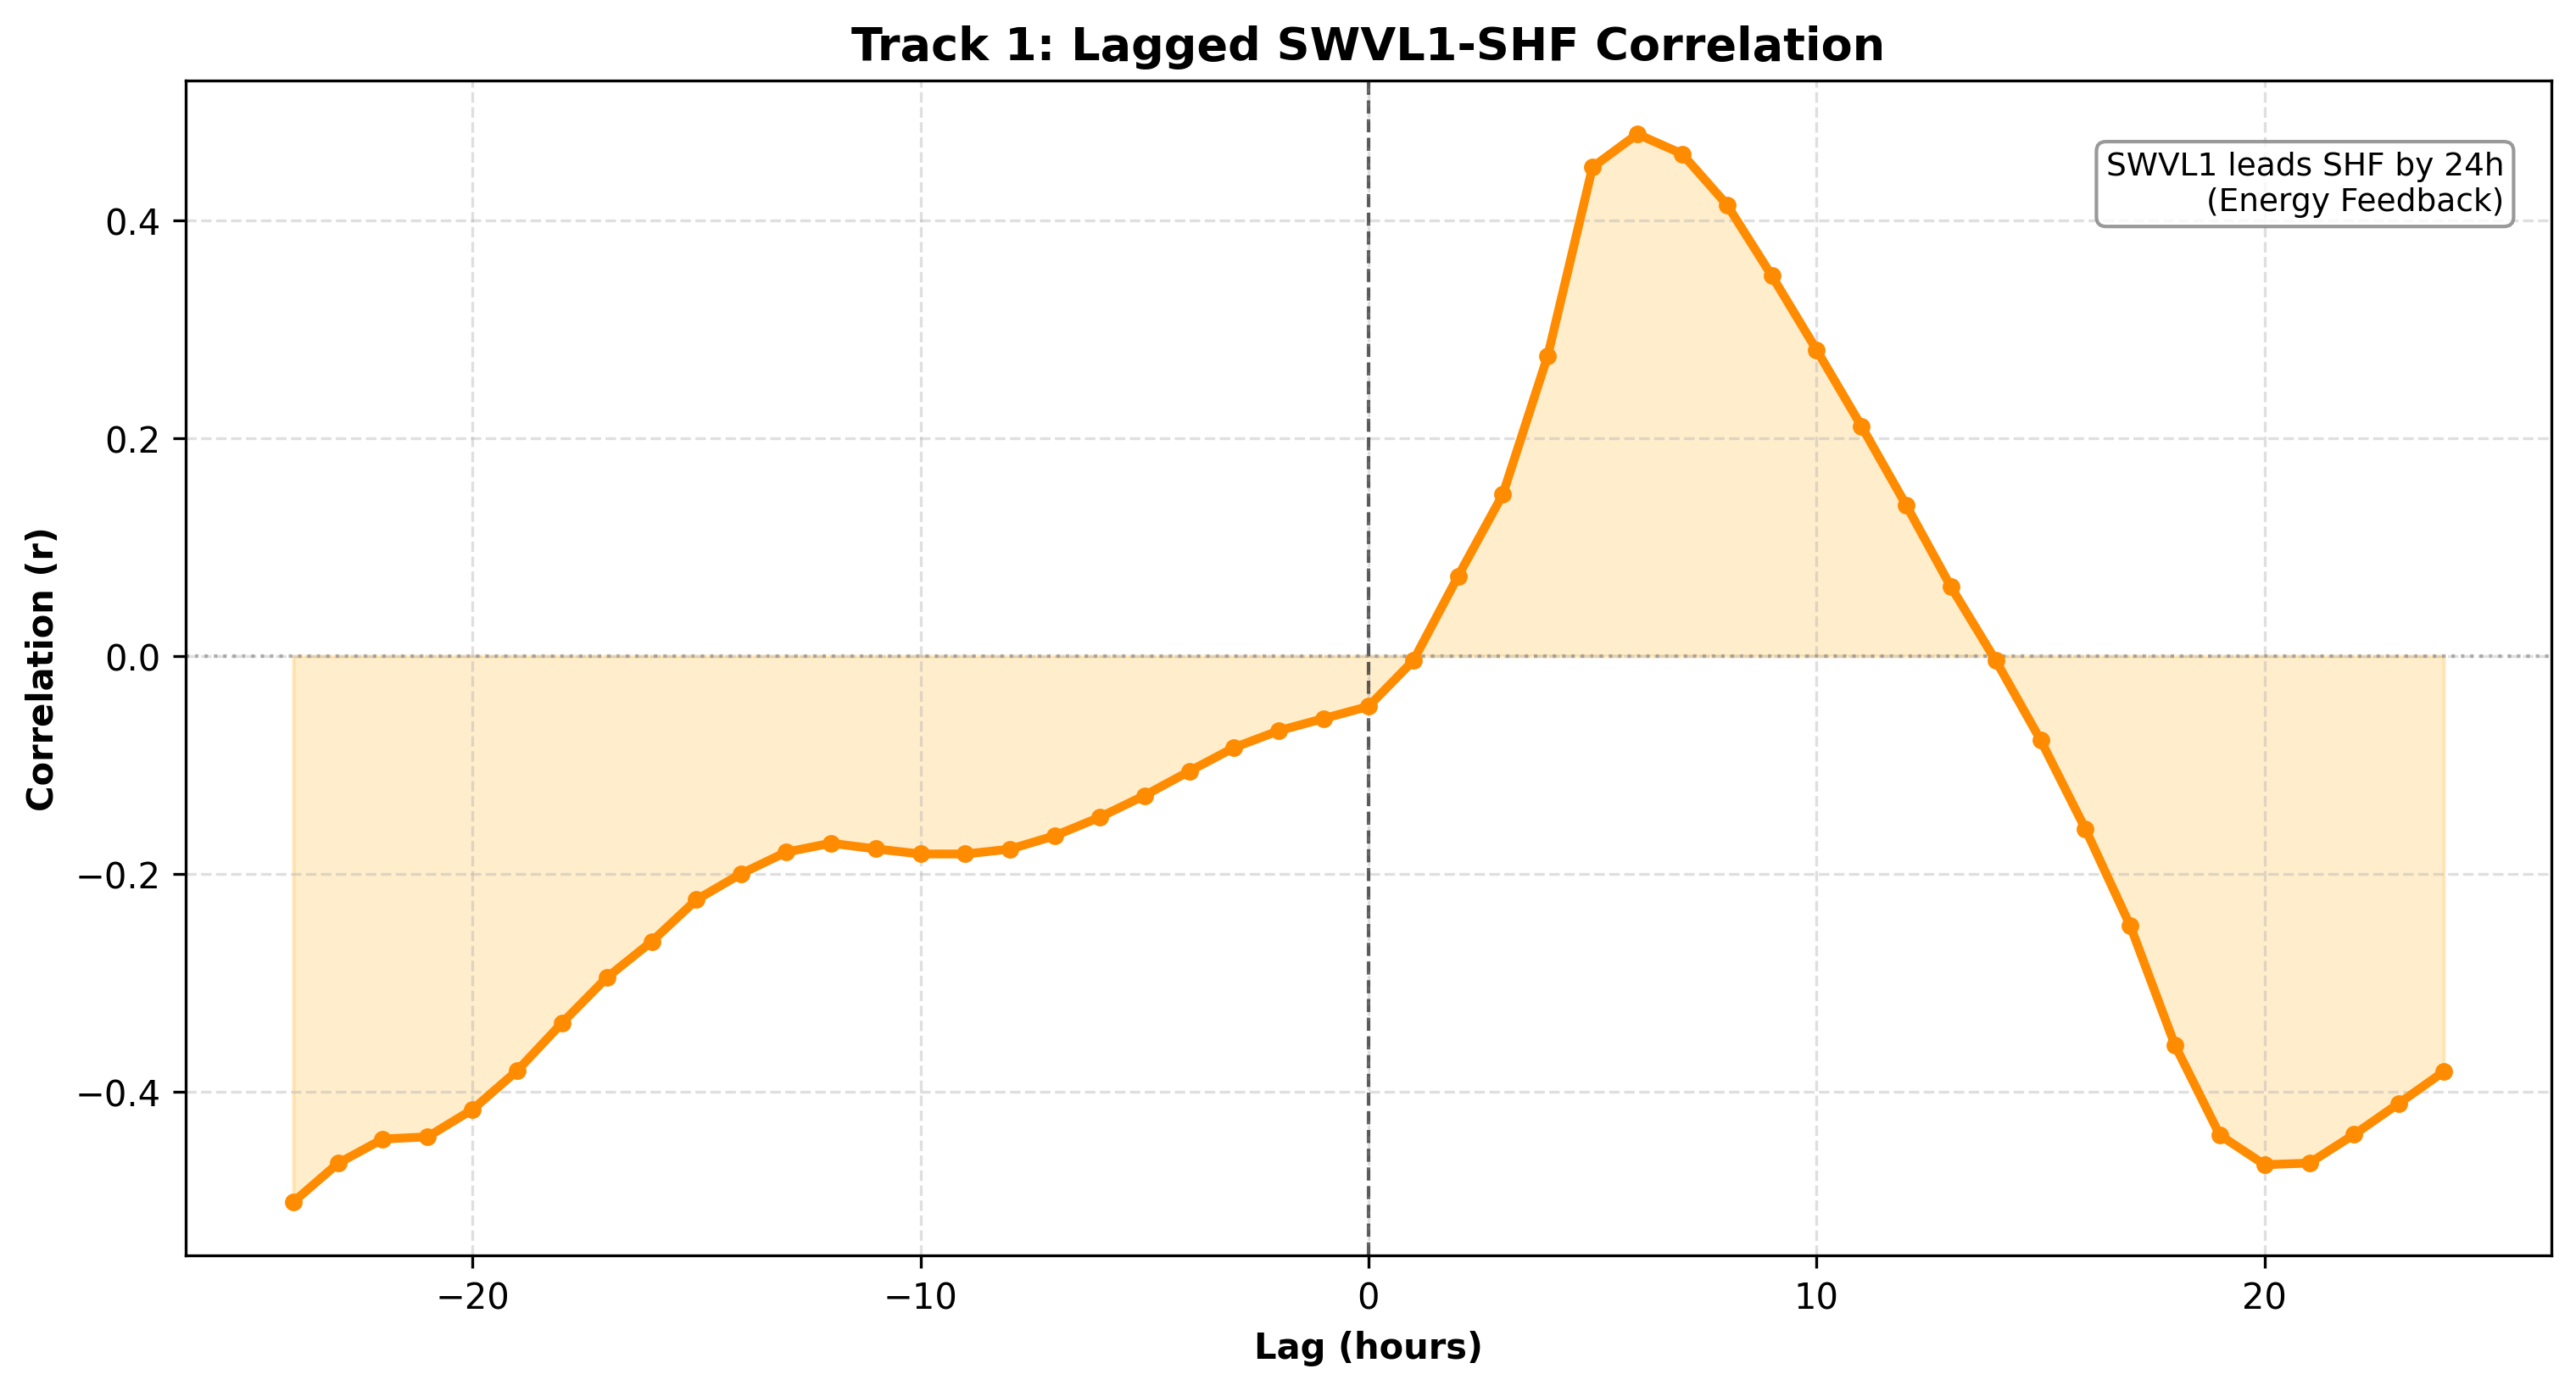 Track 1: Lagged SWVL1-SHF Correlation
SWVL1 leads SHF by 24h
(Energy Feedback)
Correlation (r)
0.4
0.2
0.0
−0.2
−0.4
−20
−10
0
10
20
Lag (hours)